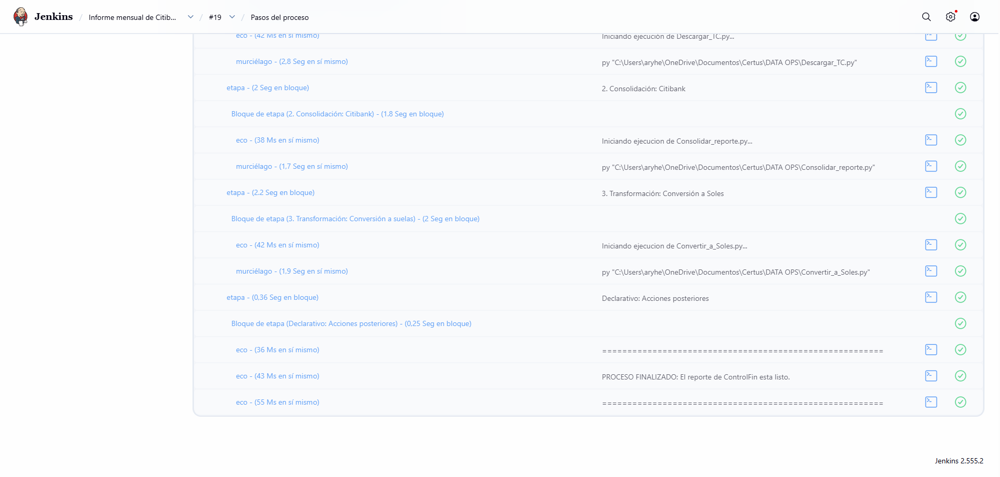 Jenkins / Informe mensual de Citib... / #19 / Pasos del proceso
eco - (42 Ms en sí mismo) Iniciando ejecución de Descargar_TC.py...
murciélago - (2,8 Seg en sí mismo) py "C:\Users\aryhe\OneDrive\Documentos\Certus\DATA OPS\Descargar_TC.py"
etapa - (2 Seg en bloque) 2. Consolidación: Citibank
Bloque de etapa (2. Consolidación: Citibank) - (1.8 Seg en bloque)
eco - (38 Ms en sí mismo) Iniciando ejecucion de Consolidar_reporte.py...
murciélago - (1,7 Seg en sí mismo) py "C:\Users\aryhe\OneDrive\Documentos\Certus\DATA OPS\Consolidar_reporte.py"
etapa - (2.2 Seg en bloque) 3. Transformación: Conversión a Soles
Bloque de etapa (3. Transformación: Conversión a suelas) - (2 Seg en bloque)
eco - (42 Ms en sí mismo) Iniciando ejecucion de Convertir_a_Soles.py...
murciélago - (1,9 Seg en sí mismo) py "C:\Users\aryhe\OneDrive\Documentos\Certus\DATA OPS\Convertir_a_Soles.py"
etapa - (0,36 Seg en bloque) Declarativo: Acciones posteriores
Bloque de etapa (Declarativo: Acciones posteriores) - (0,25 Seg en bloque)
eco - (36 Ms en sí mismo) ========================================================
eco - (43 Ms en sí mismo) PROCESO FINALIZADO: El reporte de ControlFin esta listo.
eco - (55 Ms en sí mismo) ========================================================
Jenkins 2.555.2